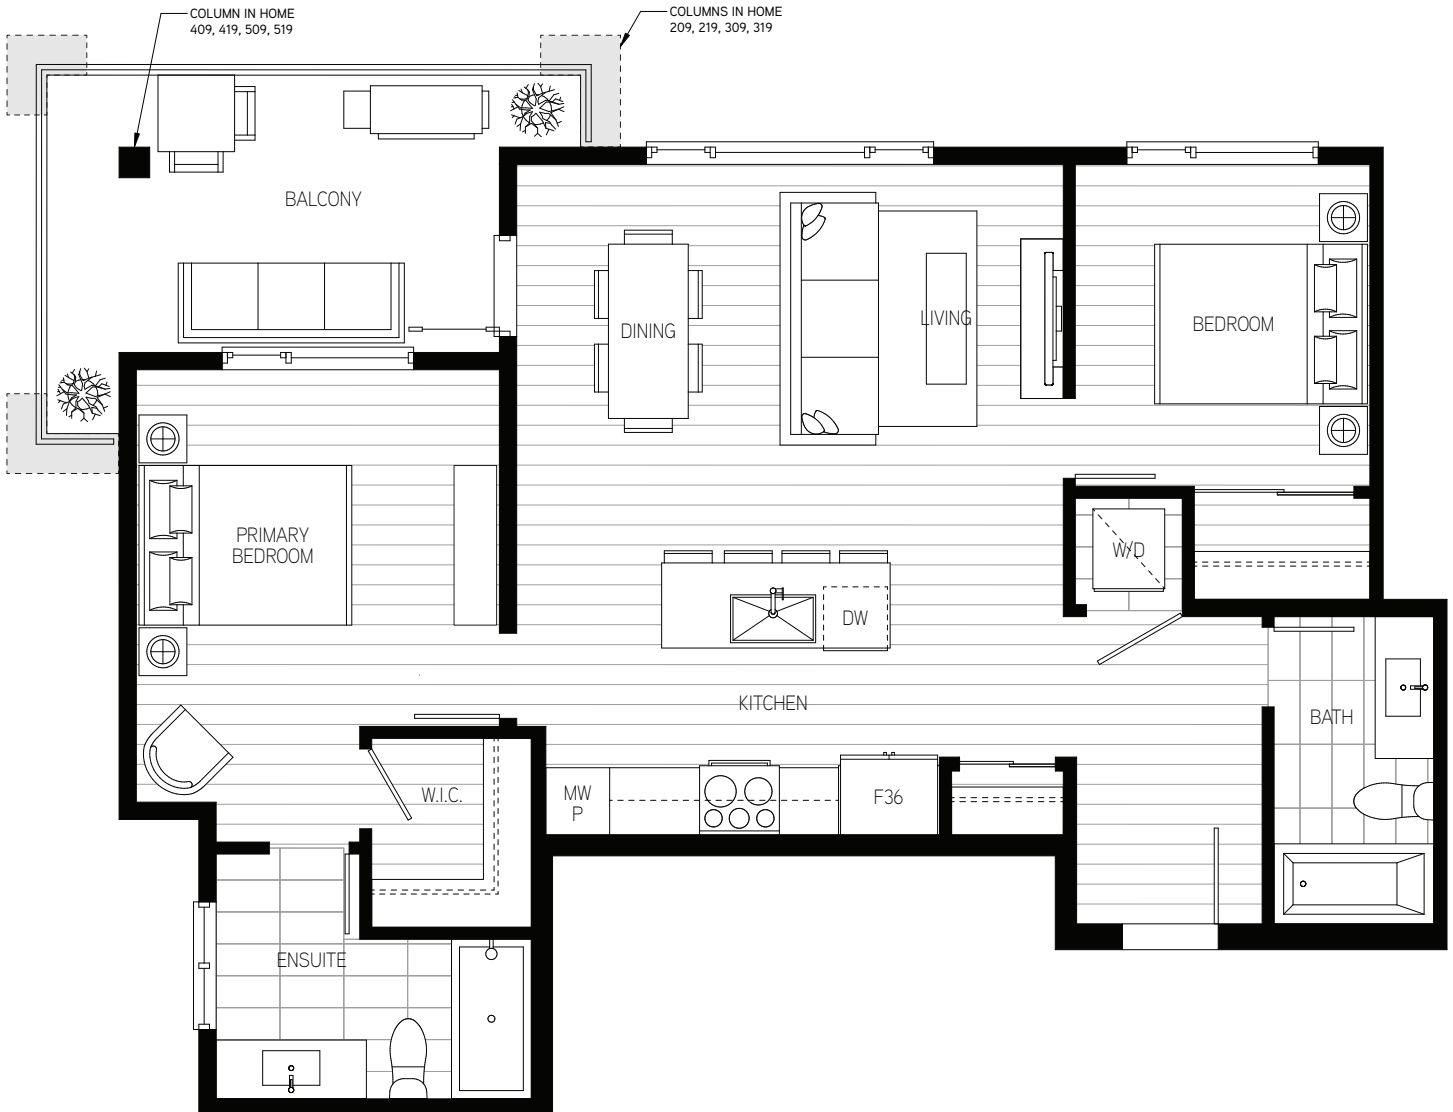 COLUMN IN HOME
409, 419, 509, 519
COLUMNS IN HOME
209, 219, 309, 319
BALCONY
DINING
LIVING
BEDROOM
PRIMARY
BEDROOM
W/D
DW
KITCHEN
BATH
W.I.C.
MW
P
F36
ENSUITE